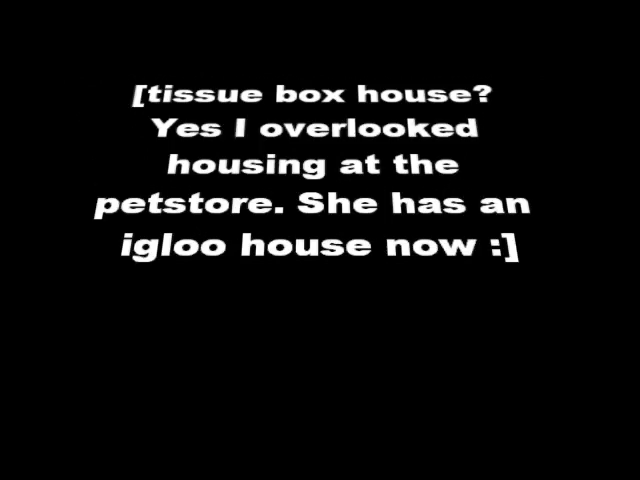 [tissue box house?
Yes I overlooked
housing at the
petstore. She has an
igloo house now :]